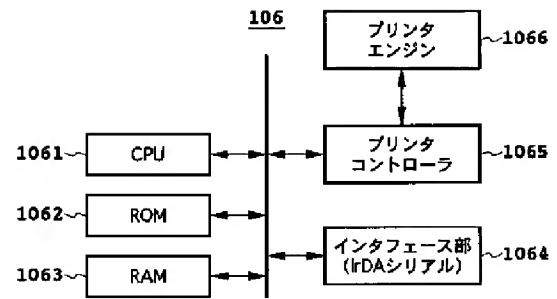 106
プリンタ
エンジン
1066
1061
CPU
プリンタ
コントローラ
1065
1062
ROM
1063
RAM
インタフェース部
(IrDAシリアル)
1064